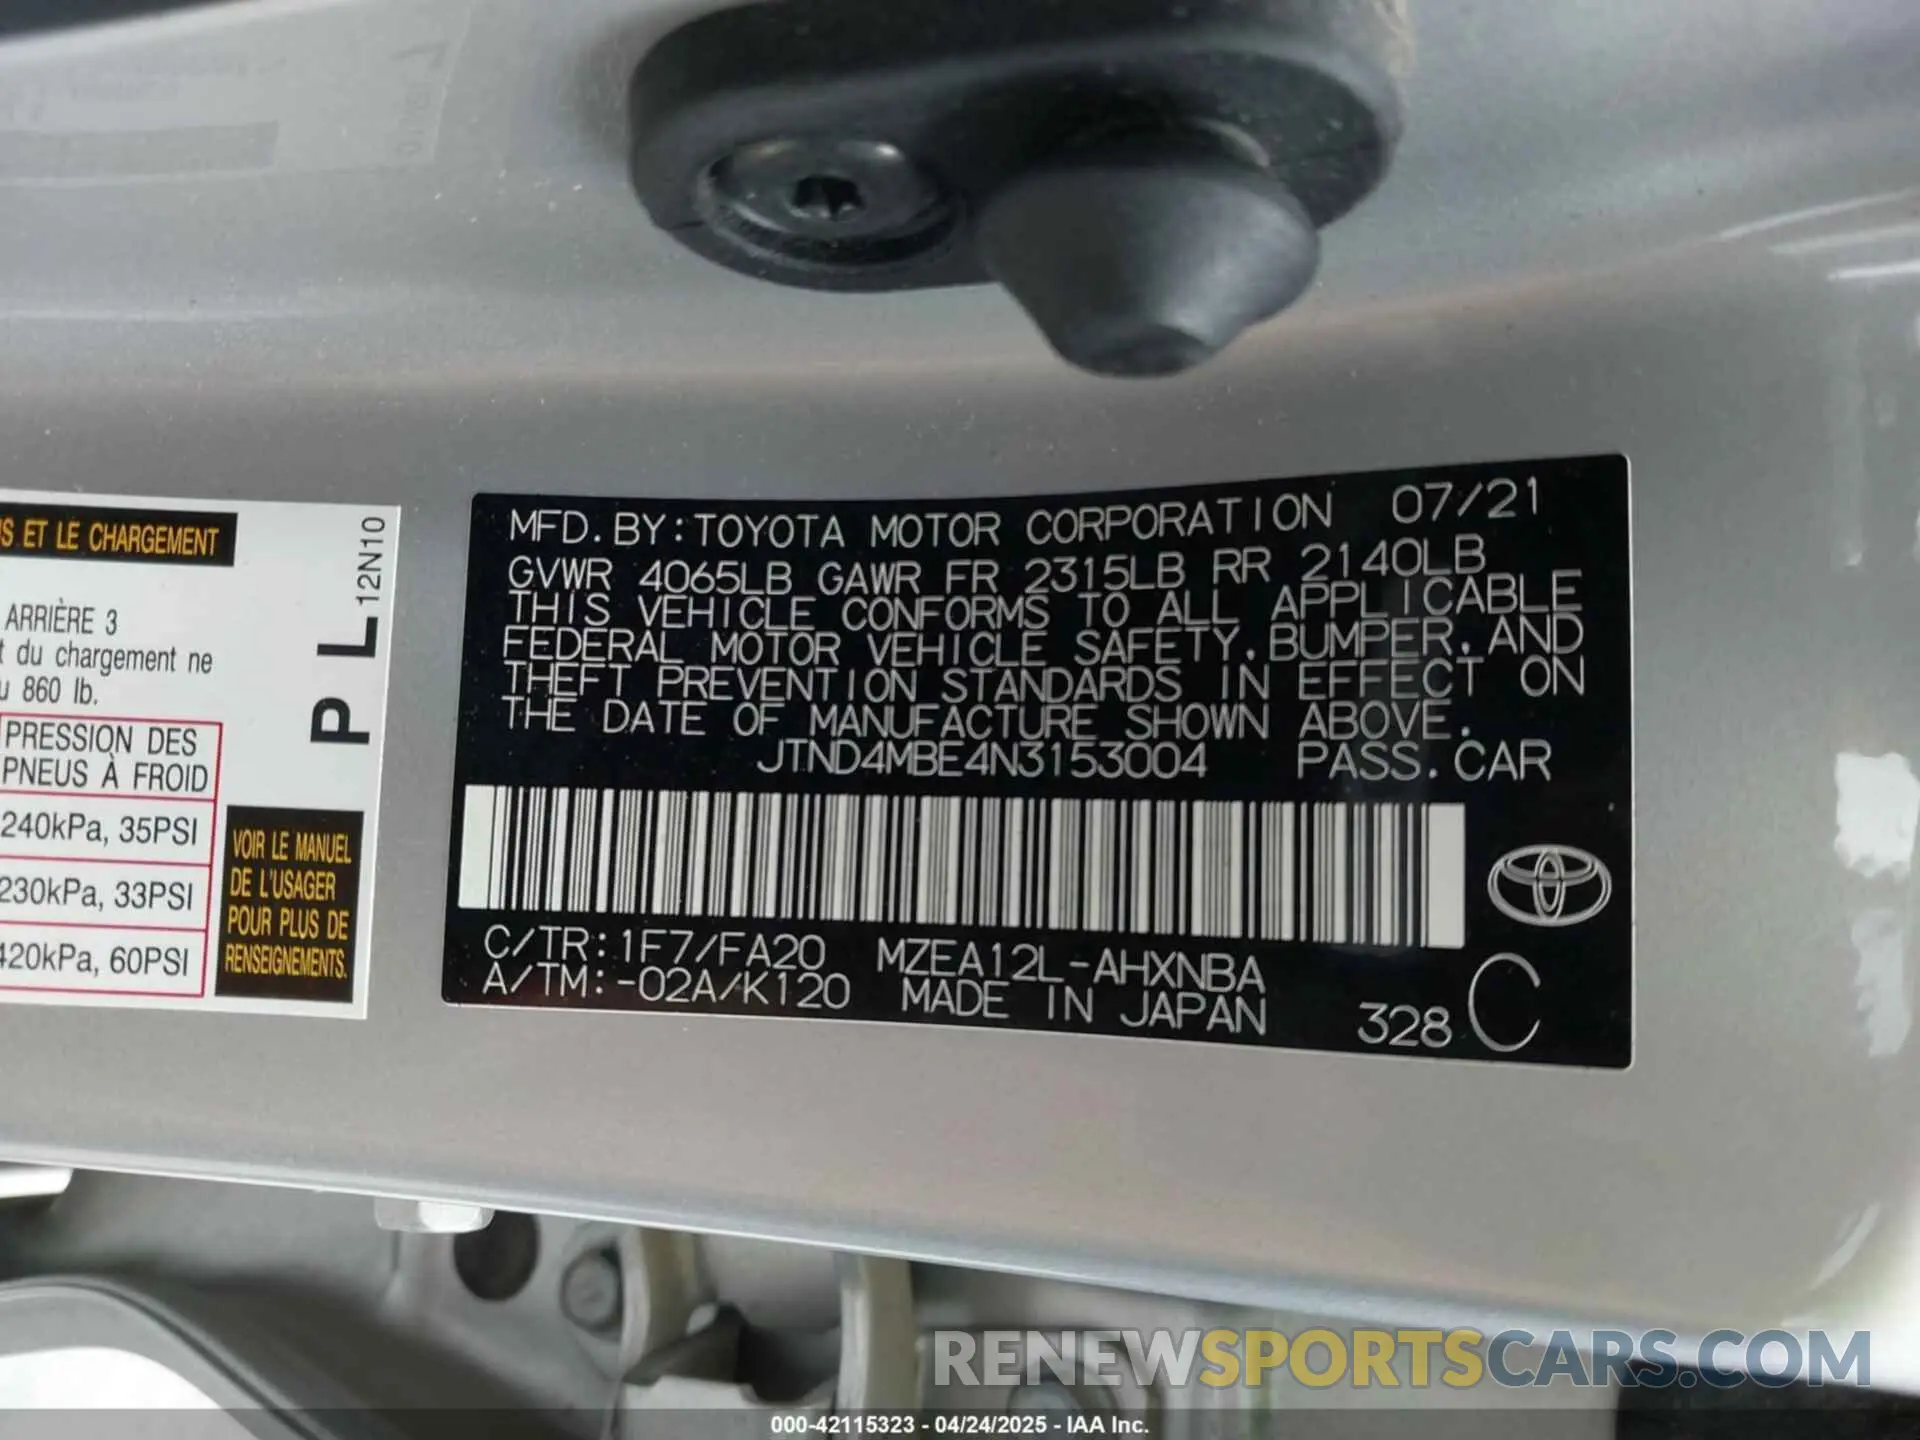 S ET LE CHARGEMENT
ARRIÈRE 3
t du chargement ne
u 860 lb.
PRESSION DES
PNEUS À FROID
240kPa, 35PSI
230kPa, 33PSI
420kPa, 60PSI
P L 12N10
VOIR LE MANUEL
DE L'USAGER
POUR PLUS DE
RENSEIGNEMENTS.
MFD. BY: TOYOTA MOTOR CORPORATION 07/21
GVWR 4065LB GAWR FR 2315LB RR 2140LB
THIS VEHICLE CONFORMS TO ALL APPLICABLE
FEDERAL MOTOR VEHICLE SAFETY, BUMPER, AND
THEFT PREVENTION STANDARDS IN EFFECT ON
THE DATE OF MANUFACTURE SHOWN ABOVE.
JTND4MBE4N3153004 PASS. CAR
C/TR: 1F7/FA20 MZEA12L-AHXNBA
A/TM: -02A/K120 MADE IN JAPAN 328 C
RENEWSPORTSCARS.COM
000-42115323 - 04/24/2025 - IAA Inc.